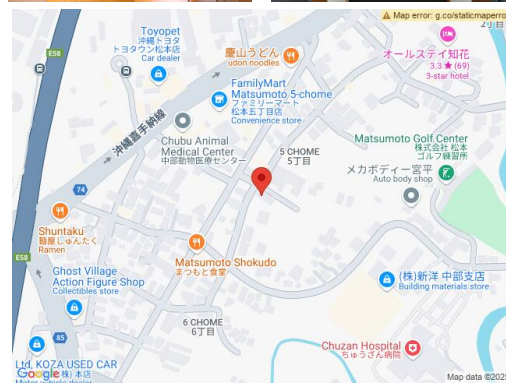 Map error: g.co/staticmaperro
2丁目
Toyopet
沖縄トヨタ
トヨタウン松本店
Car dealer
慶山うどん
udon noodles
オールステイ知花
3.3 ★ (69)
3-star hotel
E58
FamilyMart
Matsumoto 5-chome
ファミリーマート
松本五丁目店
Convenience store
沖縄嘉手納線
Chubu Animal
Medical Center
中部動物医療センター
5 CHOME
5丁目
Matsumoto Golf Center
株式会社 松本
ゴルフ練習所
メカボディー宮平
Auto body shop
74
Shuntaku
麺屋しゅんたく
Ramen
E58
Matsumoto Shokudo
まつもと食堂
Ghost Village
Action Figure Shop
Collectibles store
(株)新洋 中部支店
Building materials store
6 CHOME
6丁目
85
Chuzan Hospital
ちゅうざん病院
Ltd. KOZA USED CAR
Google
株) 本店
Motor vehicle dealer
Map data ©2025